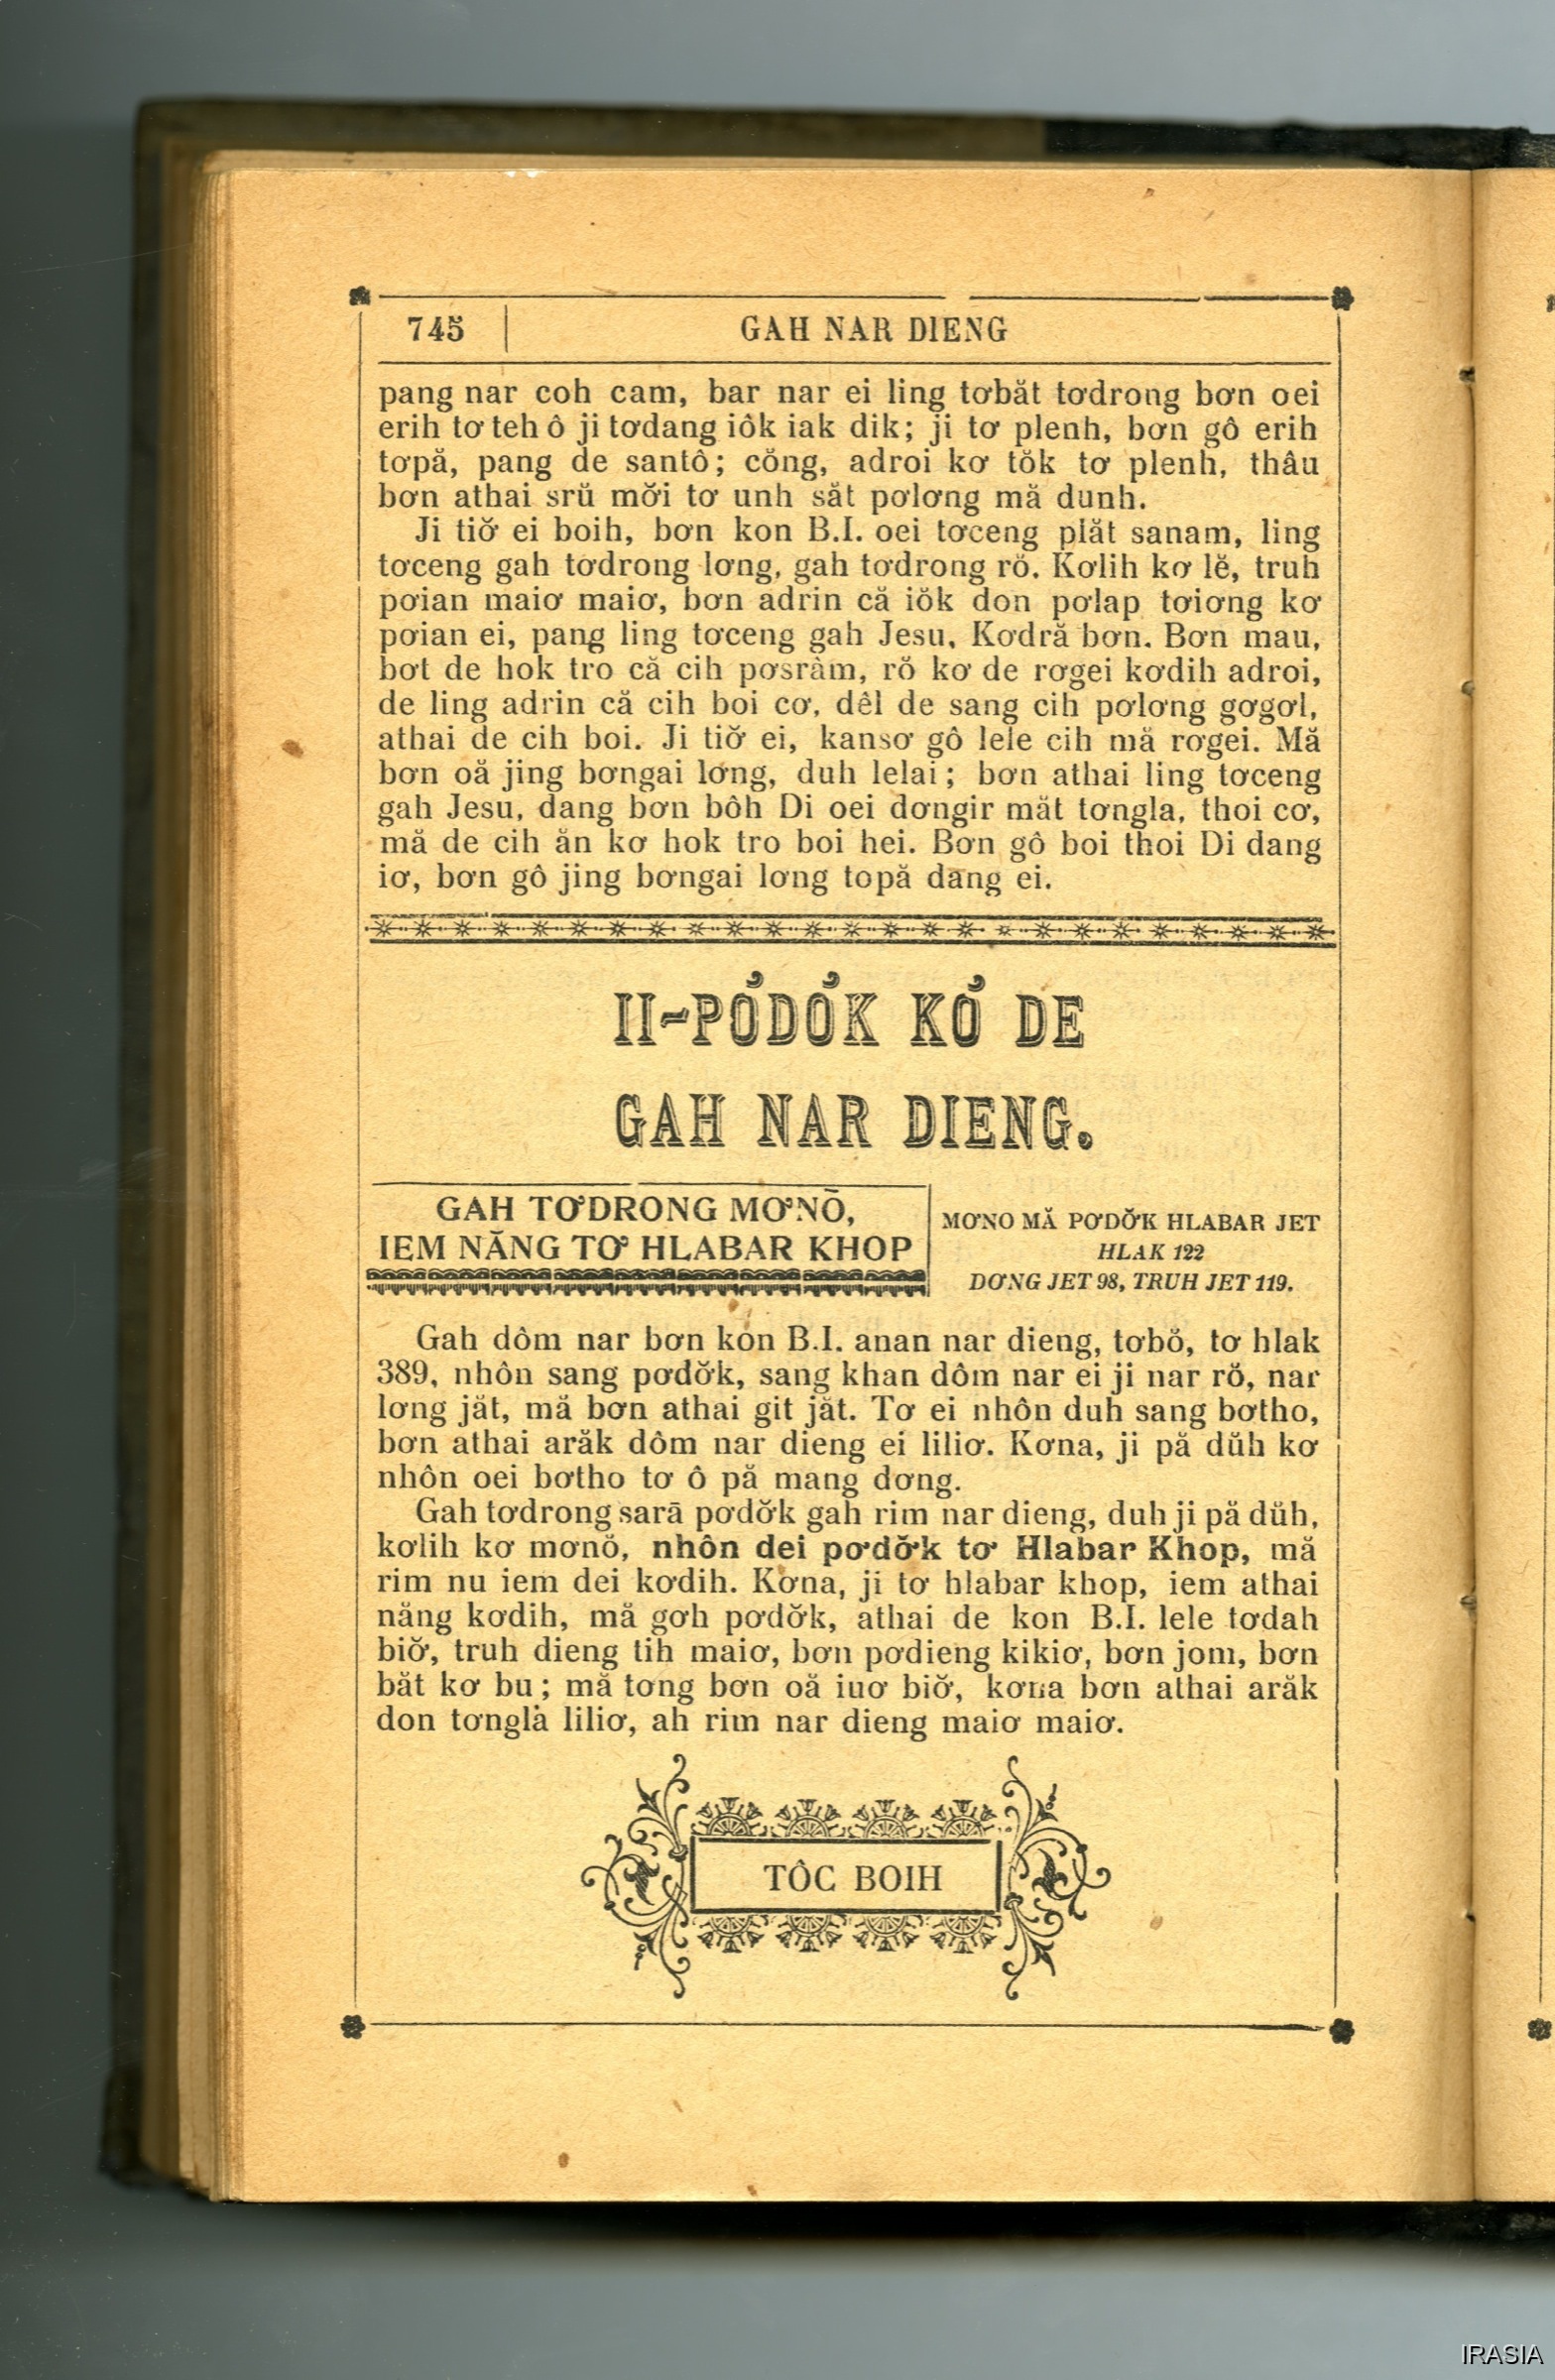 745 GAH NAR DIENG
pang nar coh cam, bar nar ei ling tơbăt tơdrong bơn oei
erih tơ teh ô ji tơdang iŏk iak dik; ji tơ plenh, bơn gô erih
tơpă, pang de santô; cŏng, adroi kơ tŏk tơ plenh, thâu
bơn athai srŭ mơ̆i tơ unh săt pơlơng mă dunh.
Ji tiơ̆ ei boih, bơn kon B.I. oei tơceng plăt sanam, ling
tơceng gah tơdrong lơng, gah tơdrong rŏ. Kơlih kơ lĕ, truh
pơian maiơ maiơ, bơn adrin că iŏk don pơlap tơiơng kơ
pơian ei, pang ling tơceng gah Jesu, Kơdră bơn. Bơn mau,
bơt de hok tro că cih pơsràm, rŏ kơ de rơgei kơdih adroi,
de ling adrin că cih boi cơ, dêl de sang cih pơlơng gơgơl,
athai de cih boi. Ji tiơ̆ ei, kansơ gô lele cih mă rơgei. Mă
bơn oă jing bơngai lơng, duh lelai; bơn athai ling tơceng
gah Jesu, dang bơn bôh Di oei dơngir măt tơngla, thoi cơ,
mă de cih ăn kơ hok tro boi hei. Bơn gô boi thoi Di dang
iơ, bơn gô jing bơngai lơng topă dang ei.
II-PƠDƠ̆K KƠ DE
GAH NAR DIENG.
GAH TƠDRONG MƠNŌ,
IEM NĂNG TƠ HLABAR KHOP
MƠNO MĂ PƠDƠ̆K HLABAR JET
HLAK 122
DƠNG JET 98, TRUH JET 119.
Gah dôm nar bơn kon B.I. anan nar dieng, tơbŏ, tơ hlak
389, nhôn sang pơdơ̆k, sang khan dôm nar ei ji nar rŏ, nar
lơng jăt, mă bơn athai git jăt. Tơ ei nhôn duh sang bơtho,
bơn athai arăk dôm nar dieng ei liliơ. Kơna, ji pă dŭh kơ
nhôn oei bơtho tơ ô pă mang dơng.
Gah tơdrong sară pơdơ̆k gah rim nar dieng, duh ji pă dŭh,
kơlih kơ mơnŏ, nhôn dei pơdơ̆k tơ Hlabar Khop, mă
rim nu iem dei kơdih. Kơna, ji tơ hlabar khop, iem athai
năng kơdih, mă gơh pơdơ̆k, athai de kon B.I. lele tơdah
biơ̆, truh dieng tih maiơ, bơn pơdieng kikiơ, bơn jom, bơn
băt kơ bu; mă tơng bơn oă iuơ biơ̆, kơna bơn athai arăk
don tơngla liliơ, ah rim nar dieng maiơ maiơ.
TÔC BOIH
IRASIA